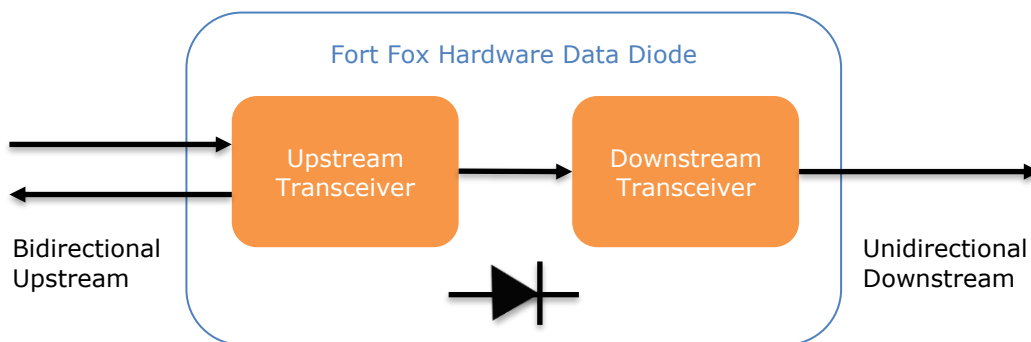 Fort Fox Hardware Data Diode
Upstream
Transceiver
Downstream
Transceiver
Bidirectional
Upstream
Unidirectional
Downstream